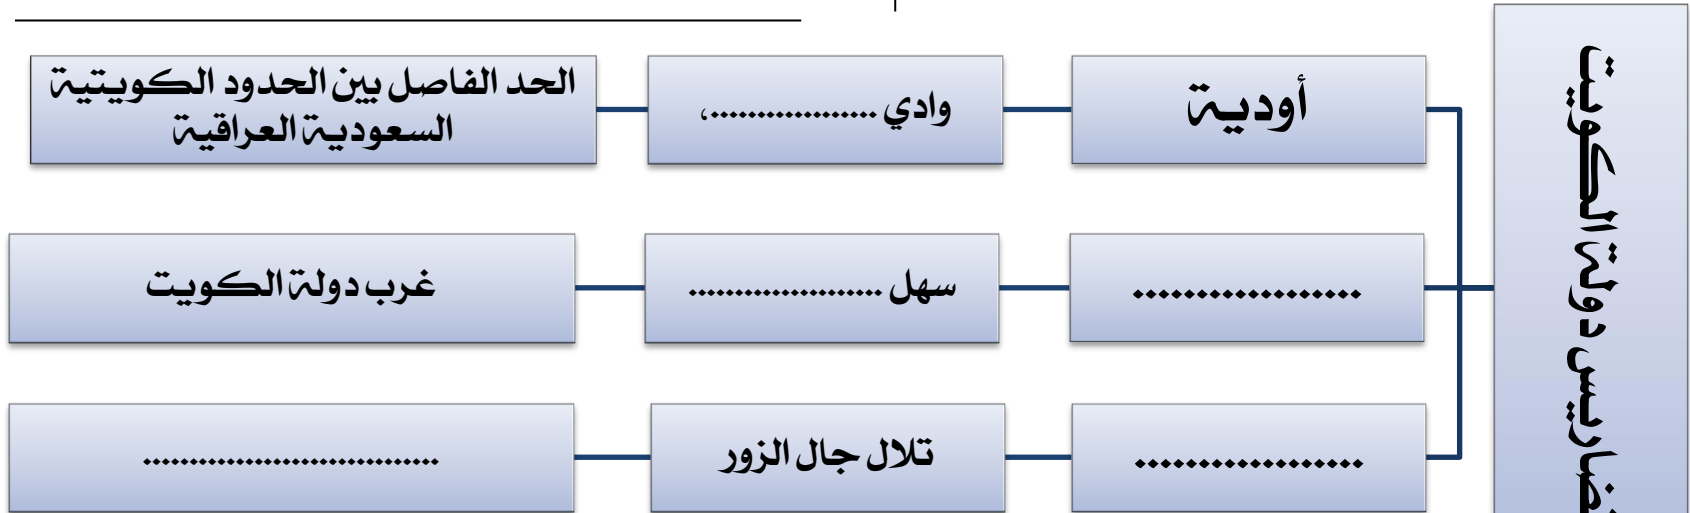 تضاريس دولة الكويت
أودية
وادي ..................،
الحد الفاصل بين الحدود الكويتية
السعودية العراقية
..................
سهل .....................
غرب دولة الكويت
..................
تلال جال الزور
................................